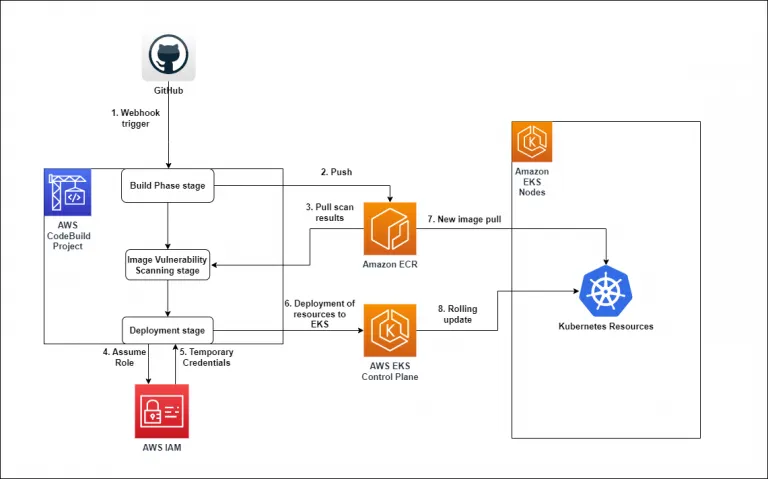 GitHub
1. Webhook
trigger
Build Phase stage
2. Push
Amazon
EKS
Nodes
AWS
CodeBuild
Project
3. Pull scan
results
7. New image pull
Image Vulnerability
Scanning stage
Amazon ECR
6. Deployment of
resources to
EKS
8. Rolling
update
Kubernetes Resources
Deployment stage
4. Assume
Role
5. Temporary
Credentials
AWS EKS
Control Plane
AWS IAM